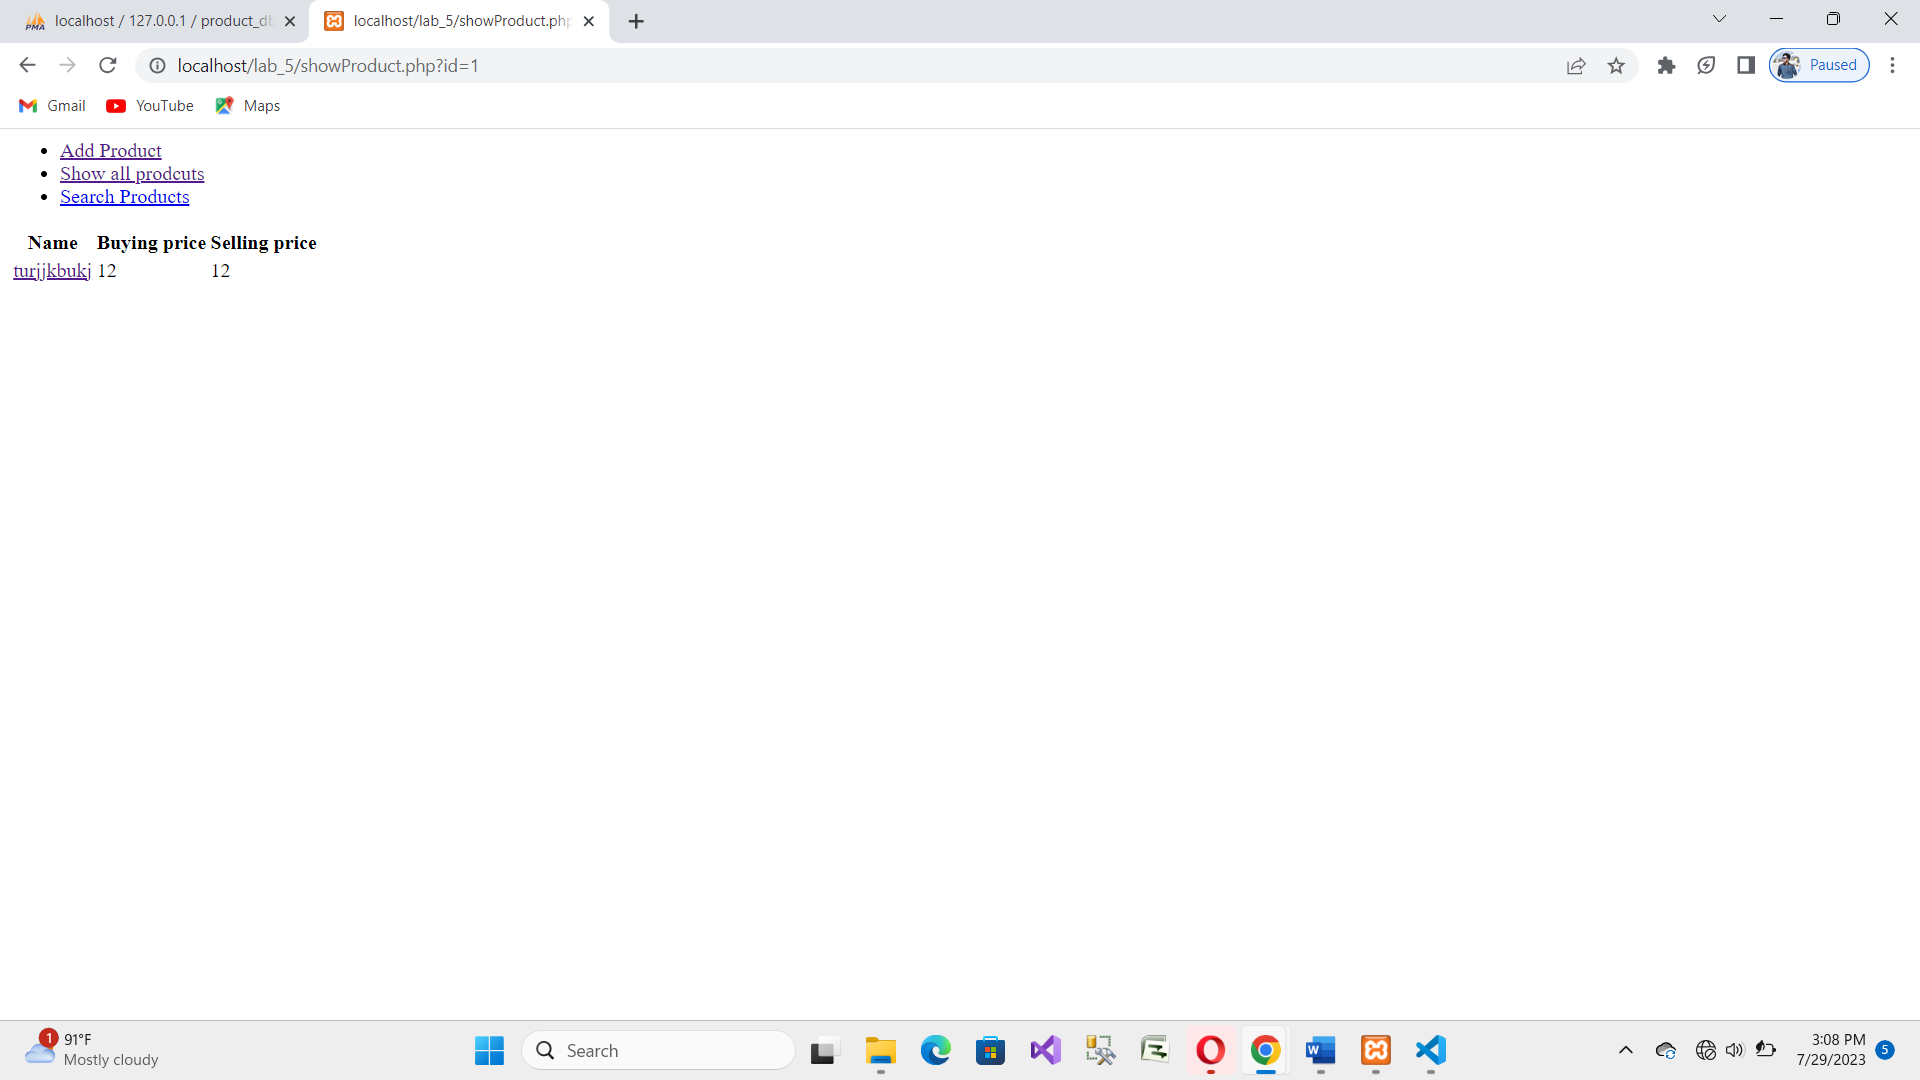 PMA localhost / 127.0.0.1 / product_db localhost/lab_5/showProduct.php
localhost/lab_5/showProduct.php?id=1 Paused
Gmail YouTube Maps
Add Product
Show all prodcuts
Search Products
Name Buying price Selling price
turjjkbukj 12 12
1 91°F Search 3:08 PM
Mostly cloudy 7/29/2023 5